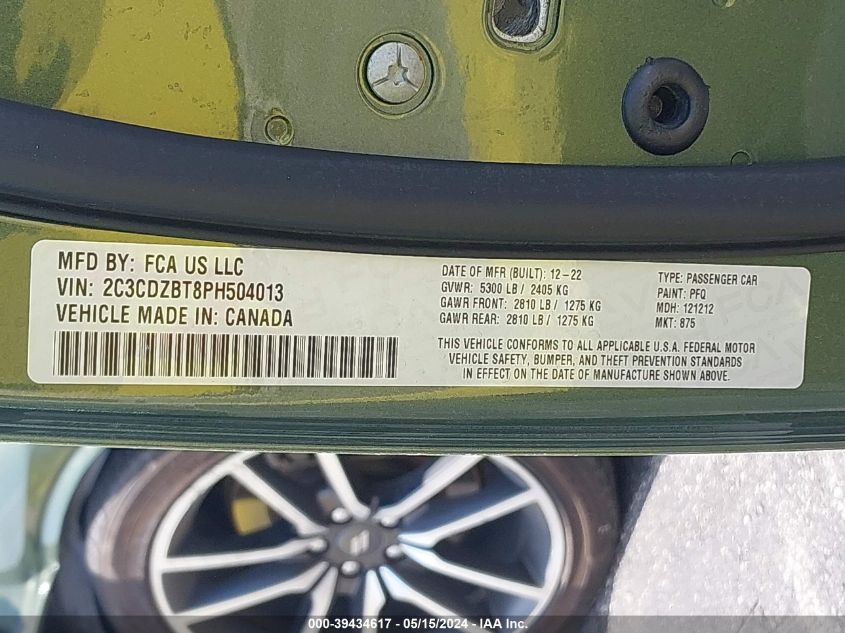 MFD BY: FCA US LLC
VIN: 2C3CDZBT8PH504013
VEHICLE MADE IN: CANADA
DATE OF MFR (BUILT): 12-22
GVWR: 5300 LB / 2405 KG
GAWR FRONT: 2810 LB / 1275 KG
GAWR REAR: 2810 LB / 1275 KG
TYPE: PASSENGER CAR
PAINT: PFQ
MDH: 121212
MKT: 875
THIS VEHICLE CONFORMS TO ALL APPLICABLE U.S.A. FEDERAL MOTOR
VEHICLE SAFETY, BUMPER, AND THEFT PREVENTION STANDARDS
IN EFFECT ON THE DATE OF MANUFACTURE SHOWN ABOVE.
000-39434617 - 05/15/2024 - IAA Inc.